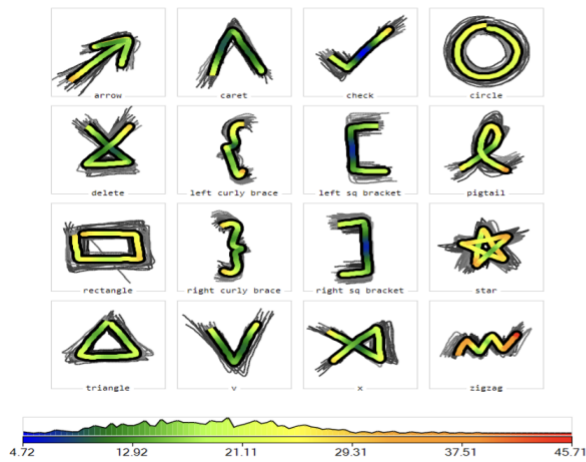 arrow caret check circle
delete left curly brace left sq bracket pigtail
rectangle right curly brace right sq bracket star
triangle v x zigzag
4.72 12.92 21.11 29.31 37.51 45.71